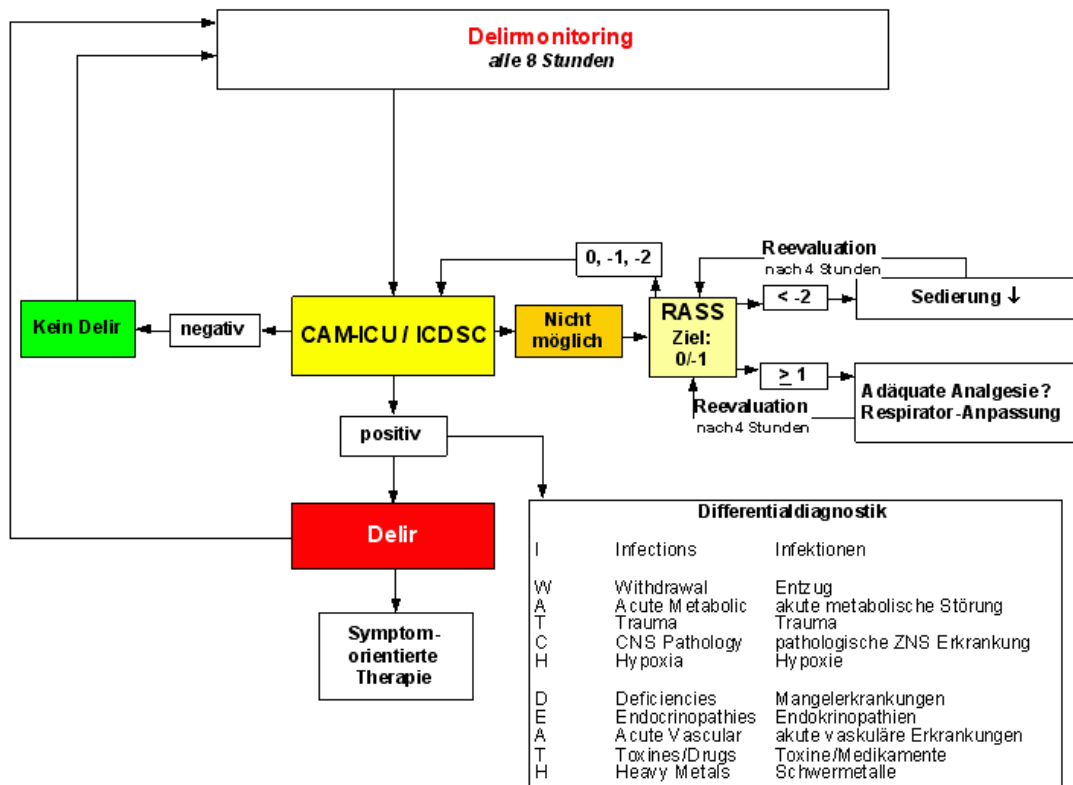 Delirmonitoring
alle 8 Stunden
0, -1, -2
Reevaluation
nach 4 Stunden
Kein Delir
negativ
CAM-ICU / ICDSC
Nicht
möglich
RASS
Ziel:
0/-1
< -2
Sedierung ↓
≥ 1
Adäquate Analgesie?
Respirator-Anpassung
Reevaluation
nach 4 Stunden
positiv
Delir
Symptom-
orientierte
Therapie
Differentialdiagnostik
I Infections Infektionen
W Withdrawal Entzug
A Acute Metabolic akute metabolische Störung
T Trauma Trauma
C CNS Pathology pathologische ZNS Erkrankung
H Hypoxia Hypoxie
D Deficiencies Mangelerkrankungen
E Endocrinopathies Endokrinopathien
A Acute Vascular akute vaskuläre Erkrankungen
T Toxines/Drugs Toxine/Medikamente
H Heavy Metals Schwermetalle